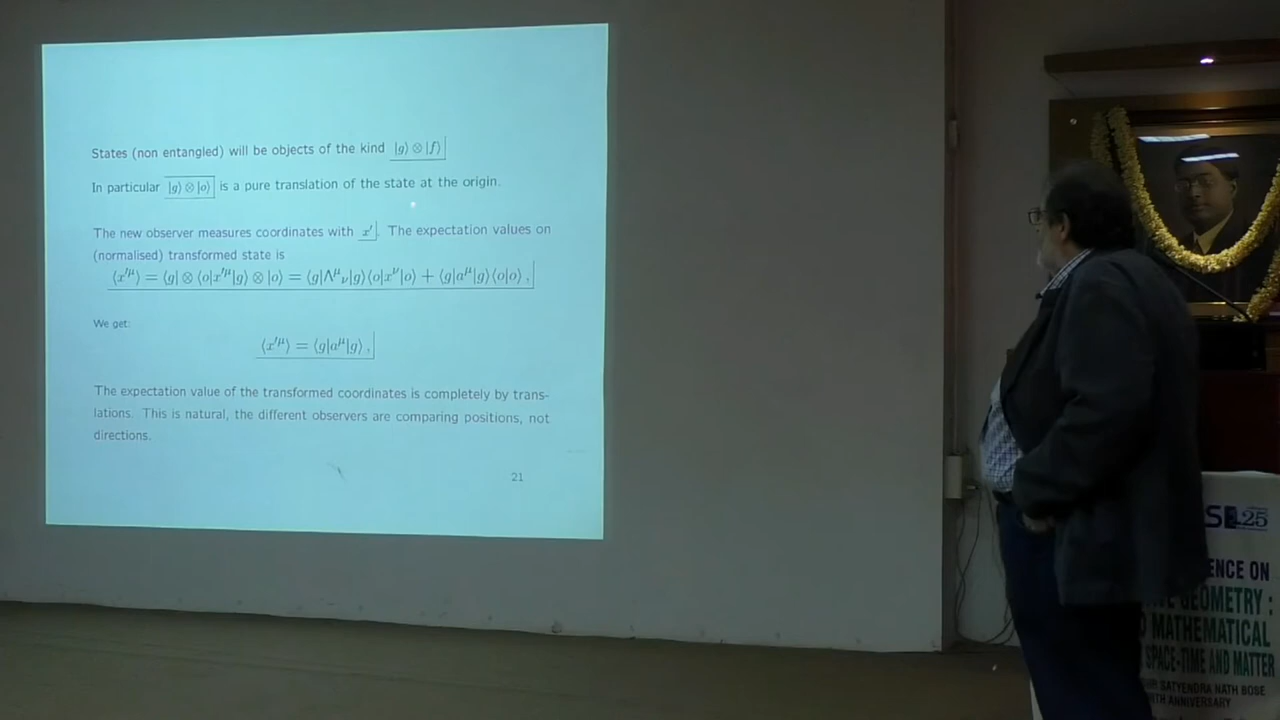 States (non entangled) will be objects of the kind |g⟩ ⊗ |f⟩
In particular |g⟩ ⊗ |o⟩ is a pure translation of the state at the origin.
The new observer measures coordinates with x′. The expectation values on
(normalised) transformed state is
⟨x′^μ⟩ = ⟨g| ⊗ ⟨o|x′^μ|g⟩ ⊗ |o⟩ = ⟨g|Λ^μ_ν|g⟩⟨o|x^ν|o⟩ + ⟨g|a^μ|g⟩⟨o|o⟩ ,
We get:
⟨x′^μ⟩ = ⟨g|a^μ|g⟩ ,
The expectation value of the transformed coordinates is completely by trans-
lations. This is natural, the different observers are comparing positions, not
directions.
21
S 125
ENCE ON
GEOMETRY :
MATHEMATICAL
SPACE-TIME AND MATTER
SATYENDRA NATH BOSE
ANNIVERSARY